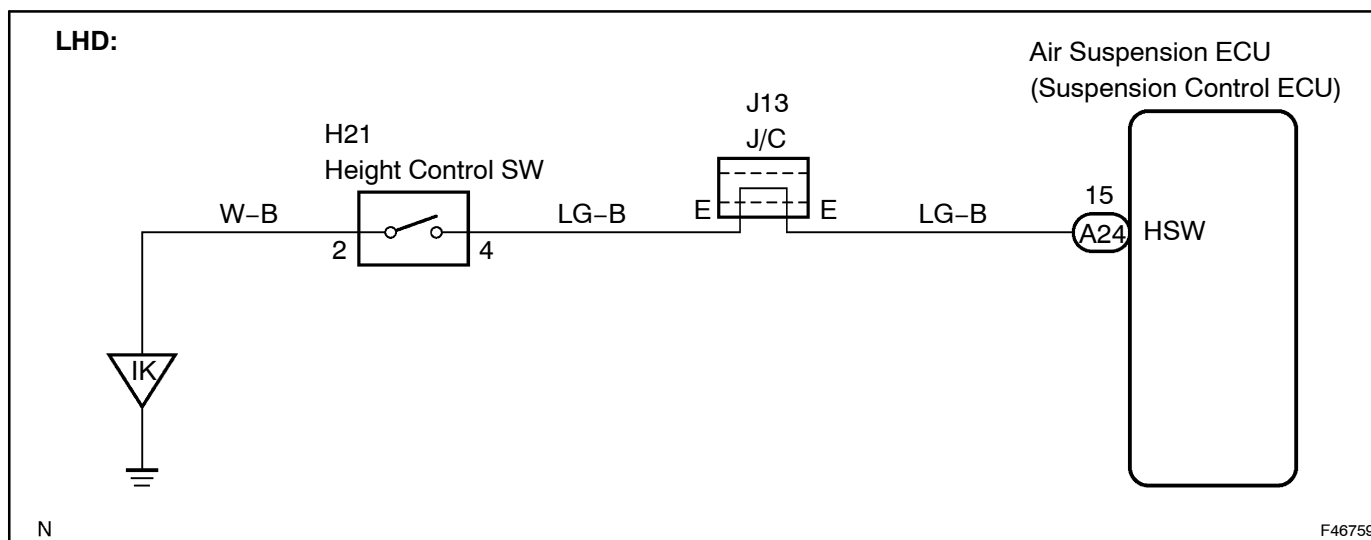 LHD:
Air Suspension ECU
(Suspension Control ECU)
J13
J/C
H21
Height Control SW
W−B
2
4
LG−B
E
E
LG−B
15
A24
HSW
IK
N
F46759